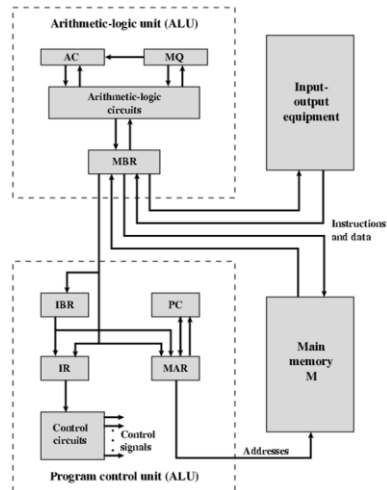 Arithmetic-logic unit (ALU)
AC
MQ
Arithmetic-logic
circuits
MBR
Input-
output
equipment
Instructions
and data
IBR
PC
IR
MAR
Main
memory
M
Control
circuits
Control
signals
Addresses
Program control unit (ALU)